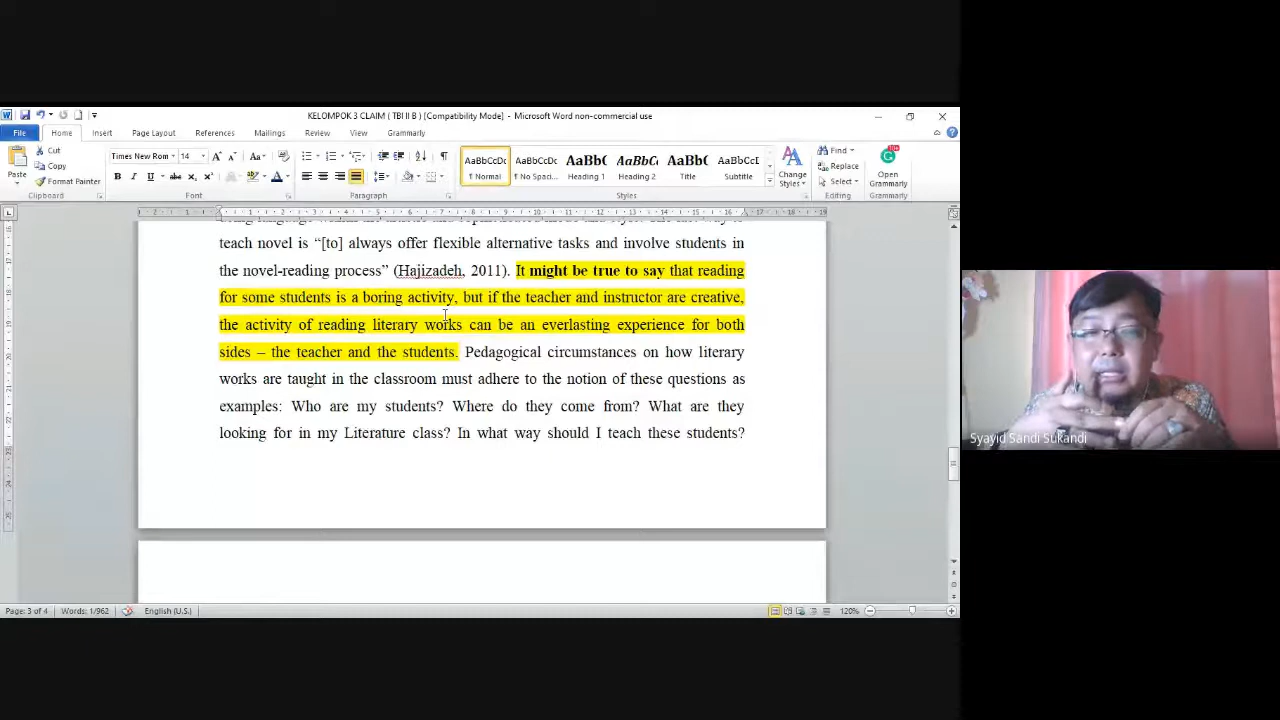 KELOMPOK 3 CLAIM ( TBI II B ) [Compatibility Mode] - Microsoft Word non-commercial use
File Home Insert Page Layout References Mailings Review View Grammarly
Paste
Cut
Copy
Format Painter
Clipboard
Times New Rom 14
Font
Paragraph
AaBbCcDc AaBbCcDc AaBbC AaBbCc AaBbC AaBbCcI
¶ Normal ¶ No Spaci... Heading 1 Heading 2 Title Subtitle
Change Styles
Styles
Find
Replace
Select
Editing
Open Grammarly
Grammarly
teach novel is “[to] always offer flexible alternative tasks and involve students in
the novel-reading process” (Hajizadeh, 2011). It might be true to say that reading
for some students is a boring activity, but if the teacher and instructor are creative,
the activity of reading literary works can be an everlasting experience for both
sides – the teacher and the students. Pedagogical circumstances on how literary
works are taught in the classroom must adhere to the notion of these questions as
examples: Who are my students? Where do they come from? What are they
looking for in my Literature class? In what way should I teach these students?
Page: 3 of 4 Words: 1/962 English (U.S.) 120%
Syayid Sandi Sukandi